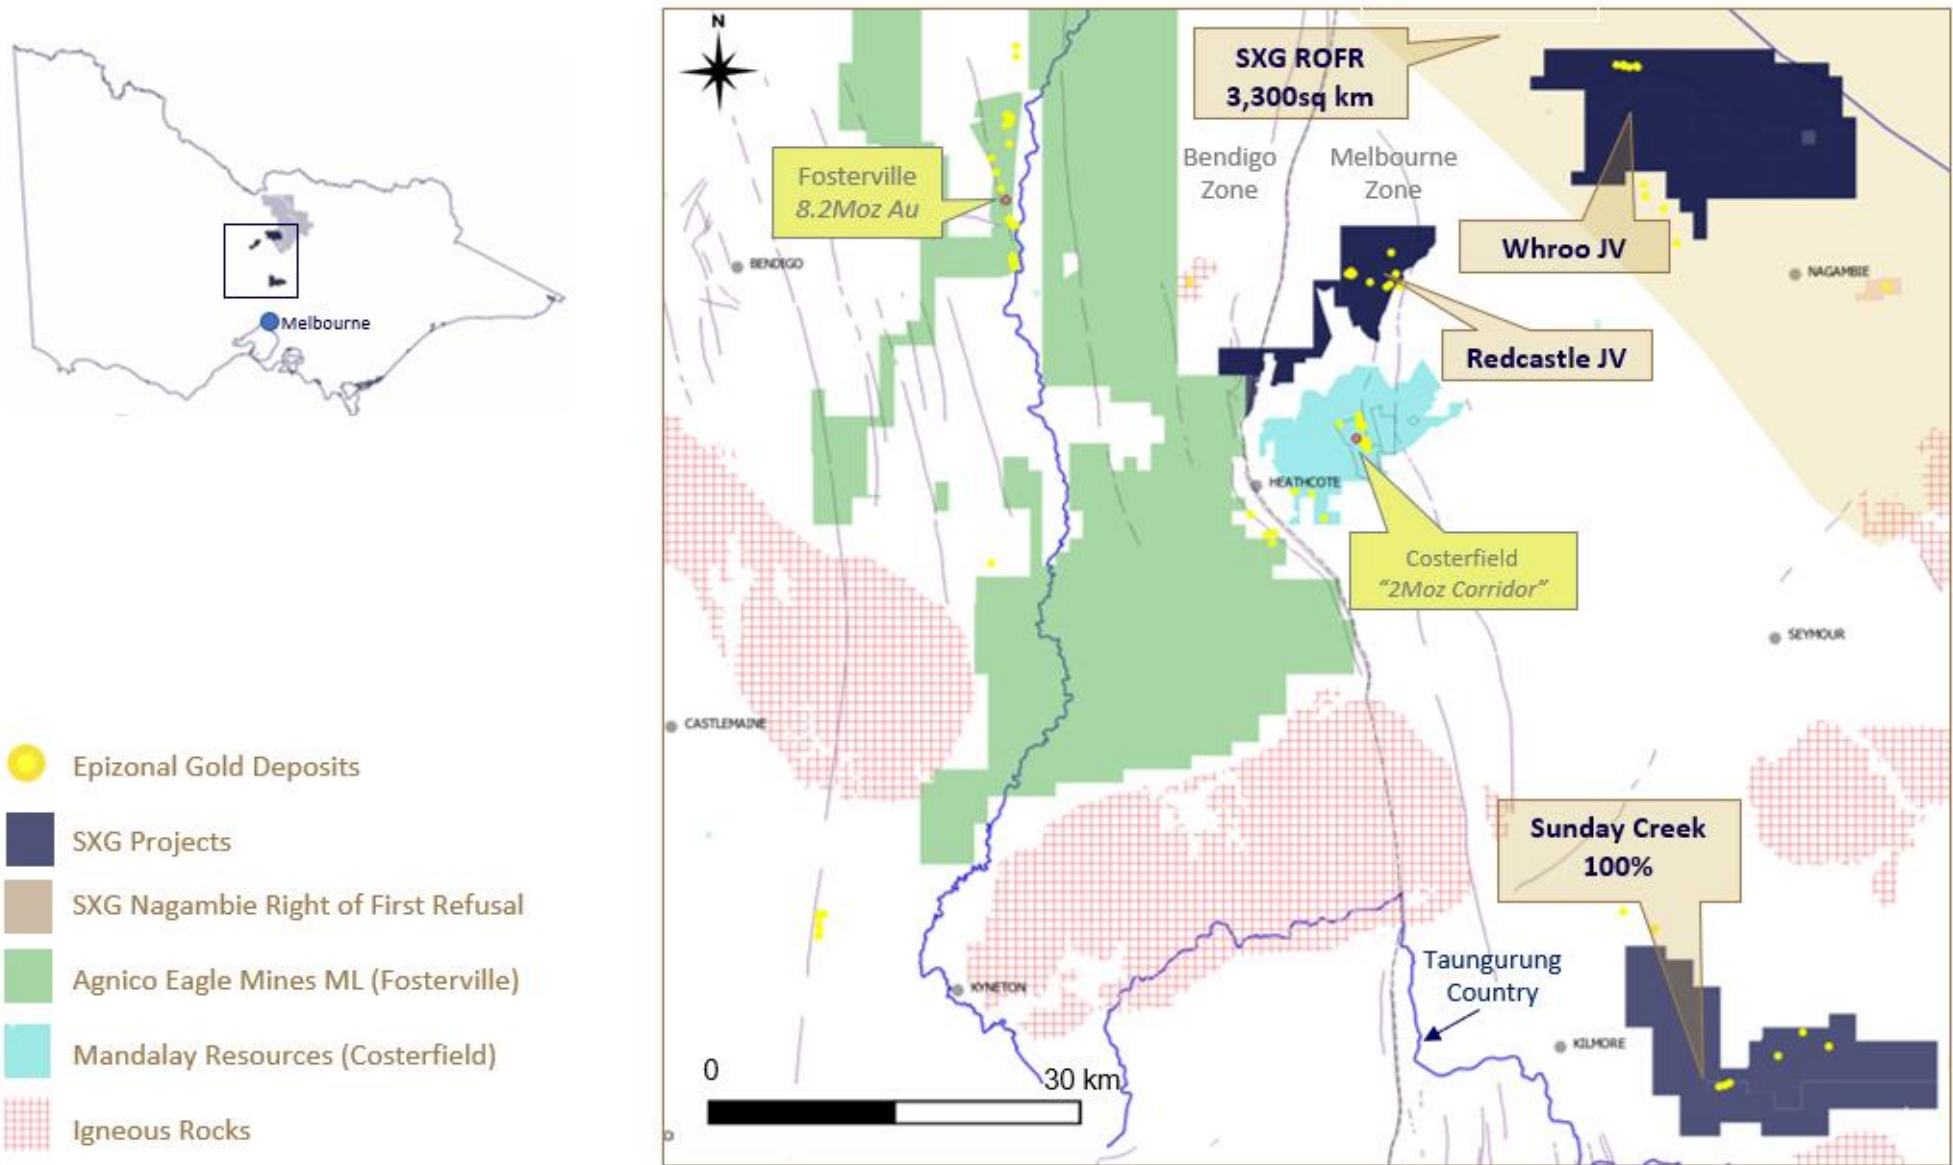 N
SXG ROFR
3,300sq km
Bendigo
Zone
Melbourne
Zone
Fosterville
8.2Moz Au
Whroo JV
BENDIGO
NAGAMBIE
Melbourne
Redcastle JV
HEATHCOTE
Costerfield
“2Moz Corridor”
SEYMOUR
CASTLEMAINE
Epizonal Gold Deposits
SXG Projects
SXG Nagambie Right of First Refusal
Agnico Eagle Mines ML (Fosterville)
Mandalay Resources (Costerfield)
Igneous Rocks
Sunday Creek
100%
Taungurung
Country
KYNETON
KILMORE
0
30 km